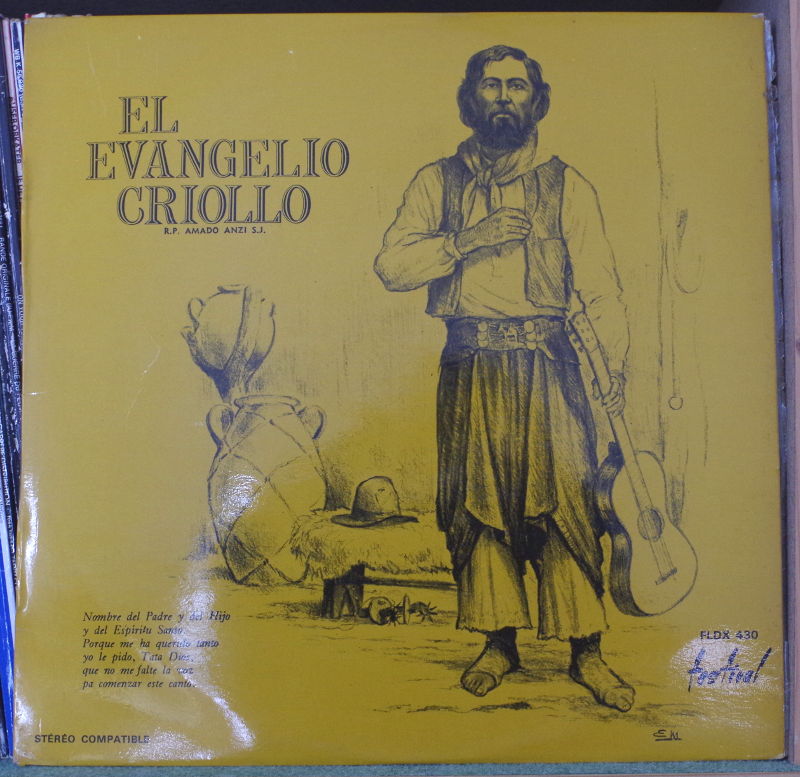 EL
EVANGELIO
CRIOLLO
R.P. AMADO ANZI S.J.
Nombre del Padre y del Hijo
y del Espíritu Santo.
Porque me ha querido tanto
yo le pido, Tata Dios,
que no me falte la voz
pa comenzar este canto.
FLDX 430
festival
STÉRÉO COMPATIBLE